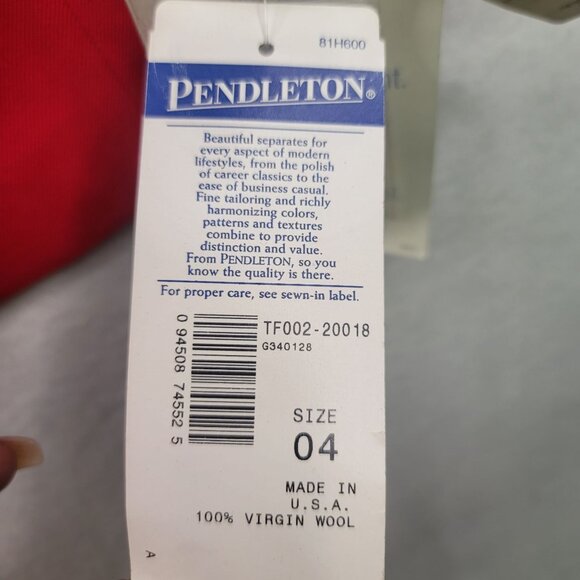 81H600
PENDLETON®
Beautiful separates for
every aspect of modern
lifestyles, from the polish
of career classics to the
ease of business casual.
Fine tailoring and richly
harmonizing colors,
patterns and textures
combine to provide
distinction and value.
From PENDLETON, so you
know the quality is there.
For proper care, see sewn-in label.
TF002-20018
G340128
0 94508 74552 5
SIZE
04
MADE IN
U.S.A.
100% VIRGIN WOOL
A